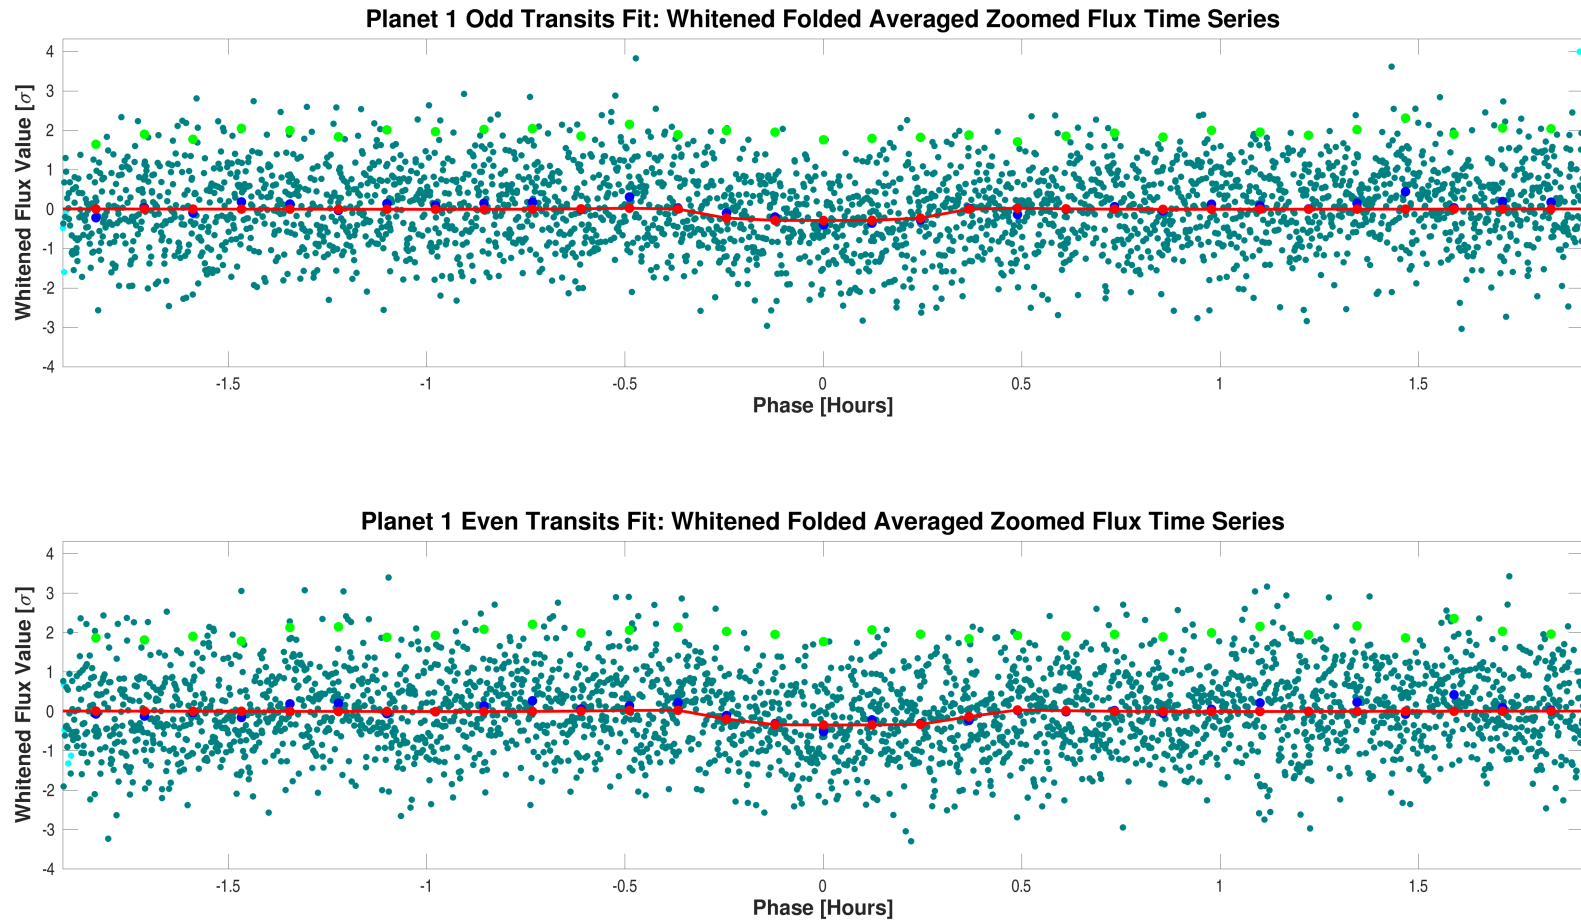 Planet 1 Odd Transits Fit: Whitened Folded Averaged Zoomed Flux Time Series
Whitened Flux Value [σ]
4
3
2
1
0
-1
-2
-3
-4
-1.5 -1 -0.5 0 0.5 1 1.5
Phase [Hours]
Planet 1 Even Transits Fit: Whitened Folded Averaged Zoomed Flux Time Series
Whitened Flux Value [σ]
4
3
2
1
0
-1
-2
-3
-4
-1.5 -1 -0.5 0 0.5 1 1.5
Phase [Hours]